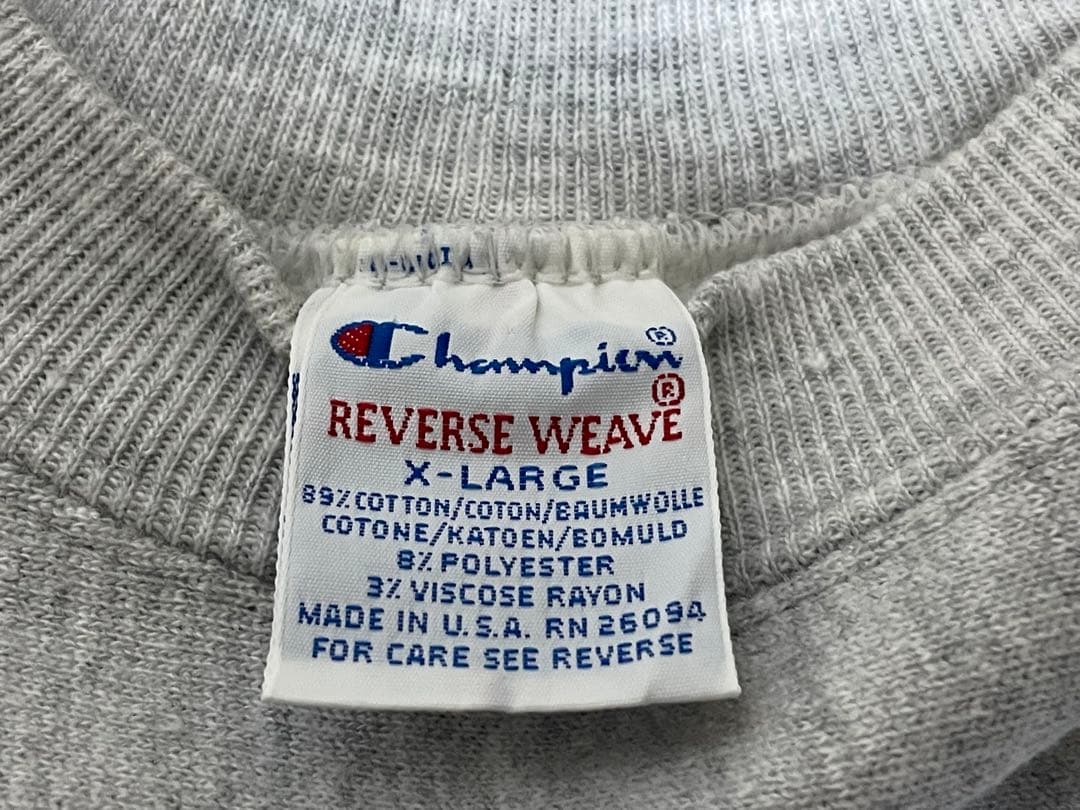 Champion®
REVERSE WEAVE®
X-LARGE
89% COTTON/COTON/BAUMWOLLE
COTONE/KATOEN/BOMULD
8% POLYESTER
3% VISCOSE RAYON
MADE IN U.S.A. RN 26094
FOR CARE SEE REVERSE